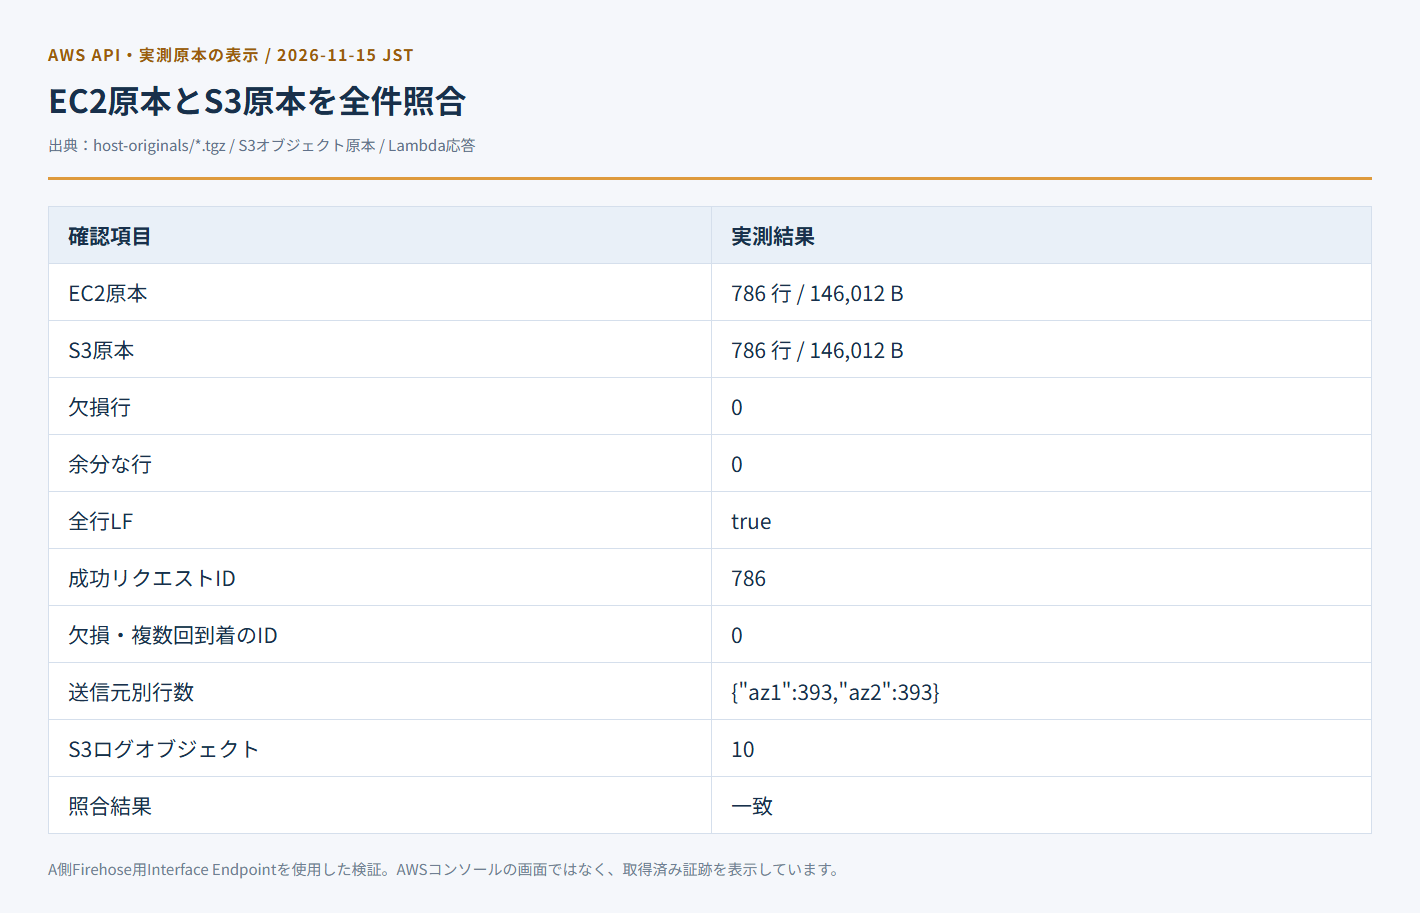 AWS API・実測原本の表示 / 2026-11-15 JST
EC2原本とS3原本を全件照合
出典：host-originals/*.tgz / S3オブジェクト原本 / Lambda応答
確認項目 実測結果
EC2原本 786 行 / 146,012 B
S3原本 786 行 / 146,012 B
欠損行 0
余分な行 0
全行LF true
成功リクエストID 786
欠損・複数回到着のID 0
送信元別行数 {"az1":393,"az2":393}
S3ログオブジェクト 10
照合結果 一致
A側Firehose用Interface Endpointを使用した検証。AWSコンソールの画面ではなく、取得済み証跡を表示しています。